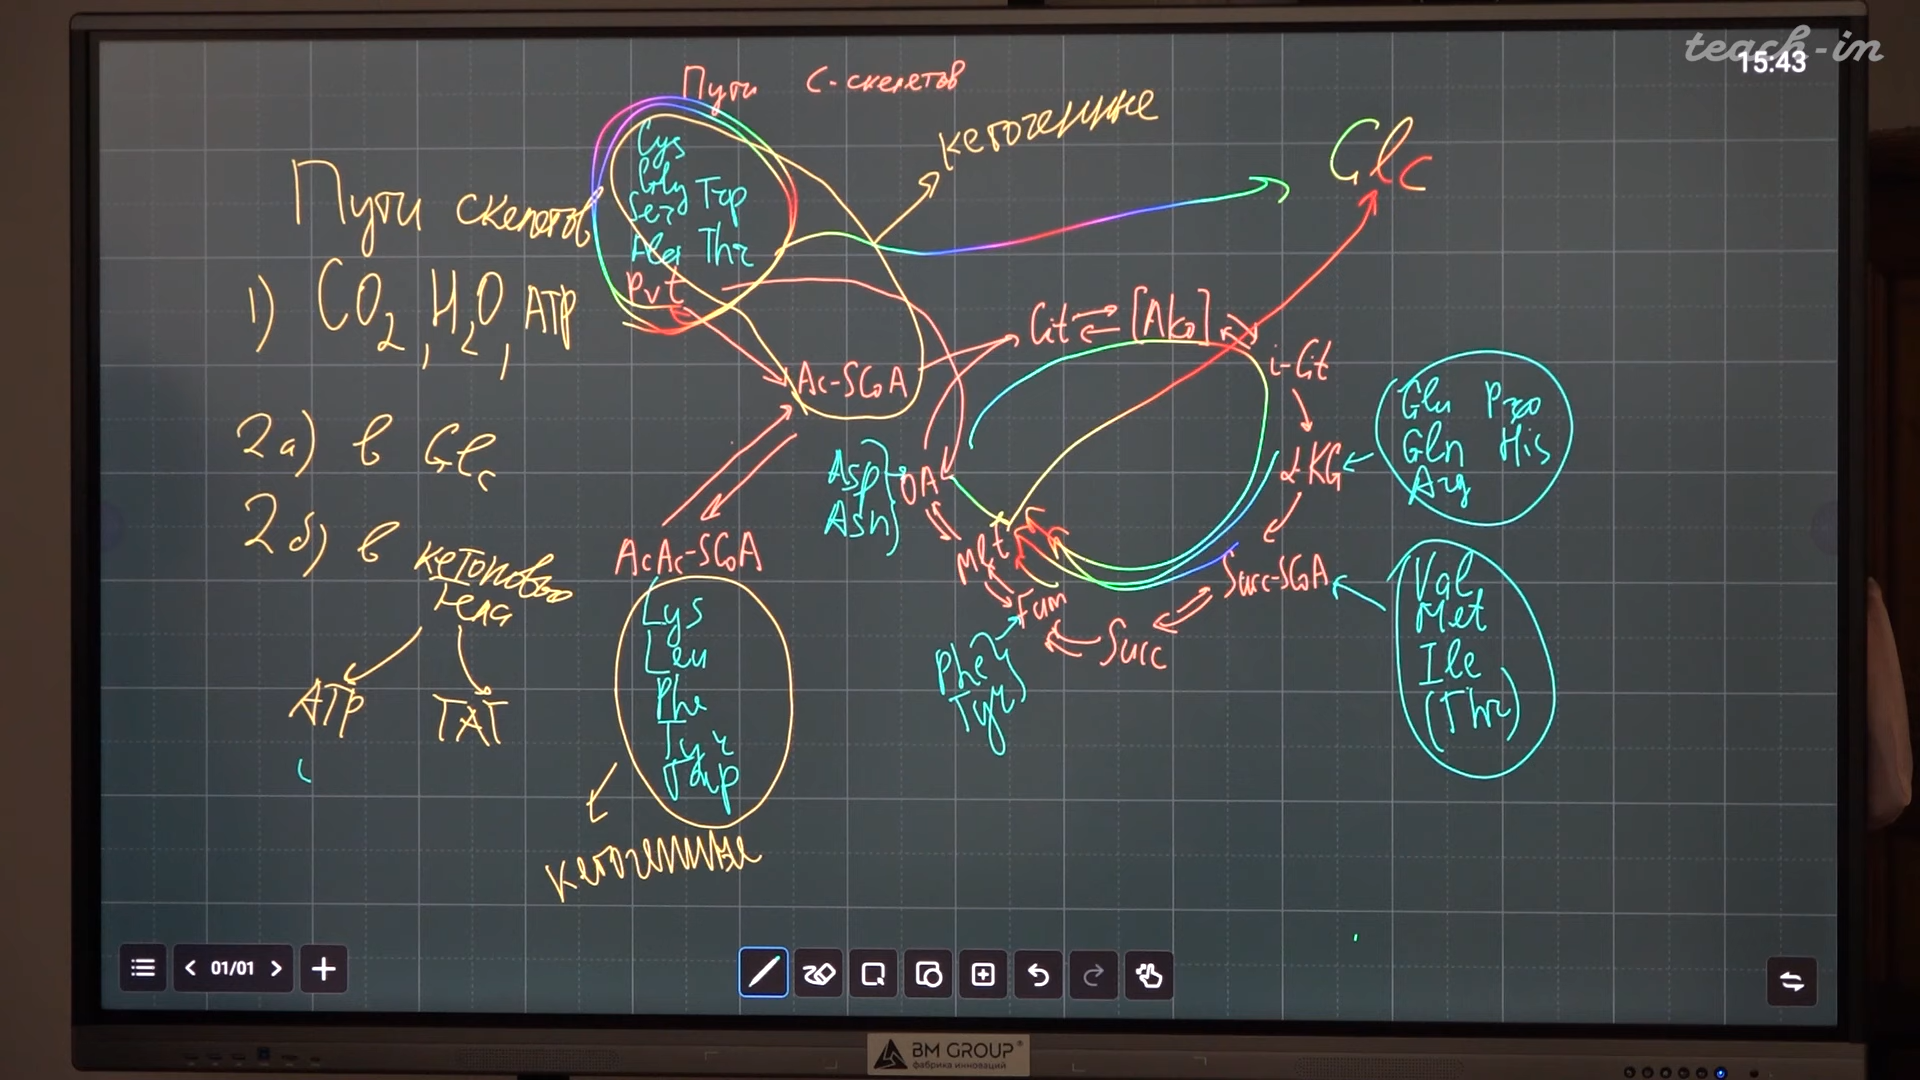 teach-in
15:43
Пути С-скелетов
кетогенные
Glc
Пути скелетов
1) CO2, H2O, ATP
2а) в Glc
2б) в кетоновые тела
ATP ТАГ
Cys
Gly
Ser Trp
Ala Thr
Pvt
Ac-SCoA
AcAc-SCoA
Lys
Leu
Phe
Tyr
Trp
кетогенные
Cit
i-Cit
αKG
Succ-SCoA
Succ
Fum
OA
Asp
Asn
Phe
Tyr
Glu Pro
Gln His
Arg
Val
Met
Ile
(Thr)
01/01
BM GROUP®
фабрика инноваций